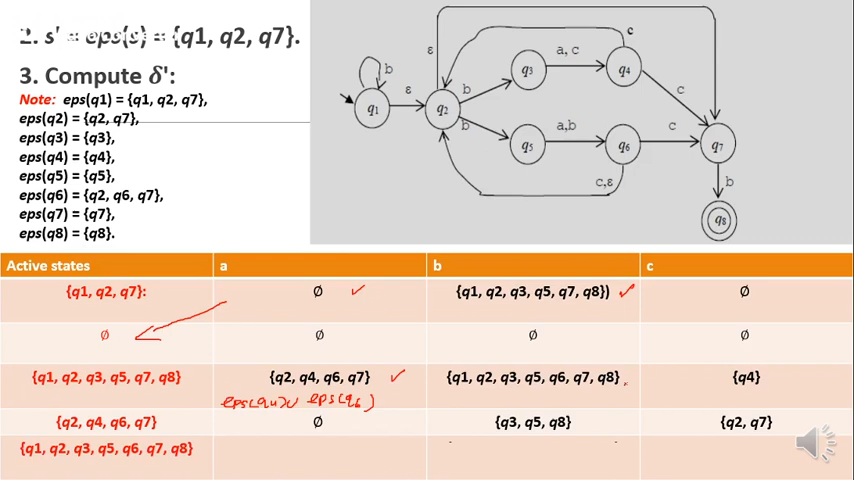 2. s' = eps(s) = {q1, q2, q7}.
3. Compute δ':
Note: eps(q1) = {q1, q2, q7},
eps(q2) = {q2, q7},
eps(q3) = {q3},
eps(q4) = {q4},
eps(q5) = {q5},
eps(q6) = {q2, q6, q7},
eps(q7) = {q7},
eps(q8) = {q8}.
c
ε
a, c
b
q3
q4
b
c
ε
q1
q2
b
q5
a,b
q6
c
q7
c,ε
b
q8
Active states a b c
{q1, q2, q7}: ∅ {q1, q2, q3, q5, q7, q8}) ∅
∅ ∅ ∅ ∅
{q1, q2, q3, q5, q7, q8} {q2, q4, q6, q7} {q1, q2, q3, q5, q6, q7, q8} {q4}
eps(q4) ∪ eps(q6)
{q2, q4, q6, q7} ∅ {q3, q5, q8} {q2, q7}
{q1, q2, q3, q5, q6, q7, q8}